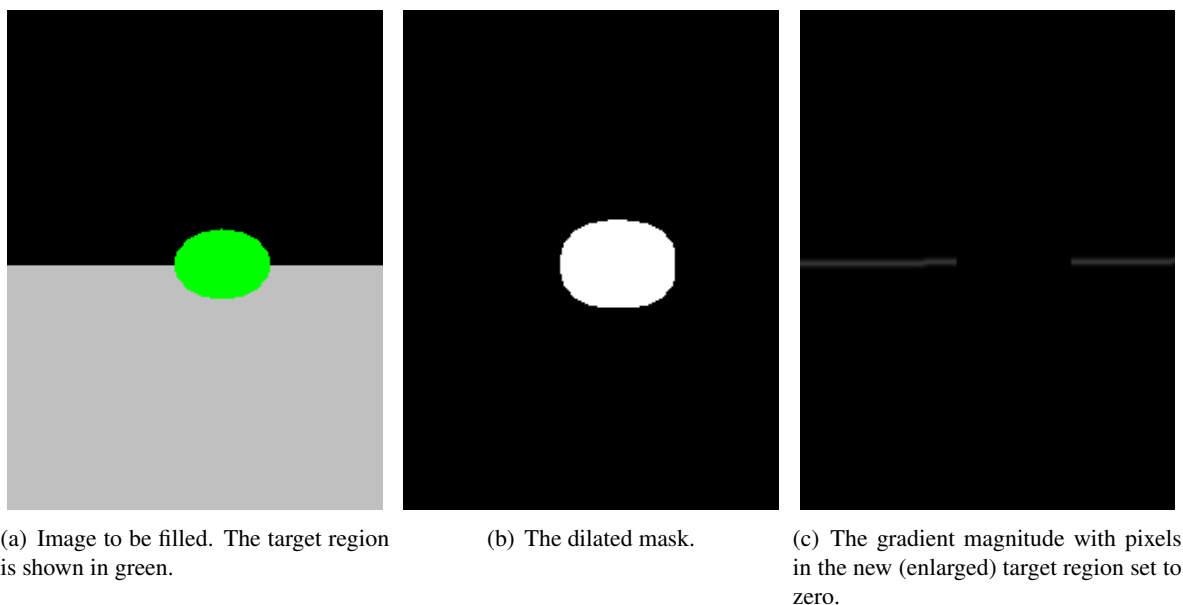 (a) Image to be filled. The target region
is shown in green.
(b) The dilated mask.
(c) The gradient magnitude with pixels
in the new (enlarged) target region set to
zero.